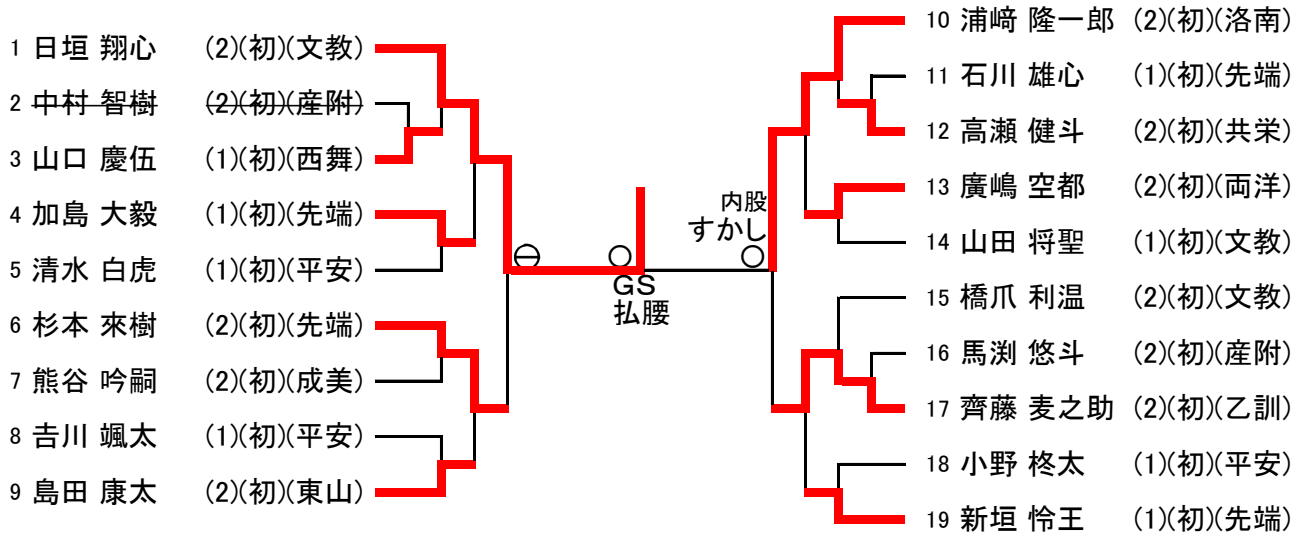 1 日垣 翔心 (2)(初)(文教)
2 中村 智樹 (2)(初)(産附)
3 山口 慶伍 (1)(初)(西舞)
4 加島 大毅 (1)(初)(先端)
5 清水 白虎 (1)(初)(平安)
6 杉本 來樹 (2)(初)(先端)
7 熊谷 吟嗣 (2)(初)(成美)
8 𠮷川 颯太 (1)(初)(平安)
9 島田 康太 (2)(初)(東山)
GS
払腰
内股
すかし
10 浦﨑 隆一郎 (2)(初)(洛南)
11 石川 雄心 (1)(初)(先端)
12 高瀬 健斗 (2)(初)(共栄)
13 廣嶋 空都 (2)(初)(両洋)
14 山田 将聖 (1)(初)(文教)
15 橋爪 利温 (2)(初)(文教)
16 馬渕 悠斗 (2)(初)(産附)
17 齊藤 麦之助 (2)(初)(乙訓)
18 小野 柊太 (1)(初)(平安)
19 新垣 怜王 (1)(初)(先端)